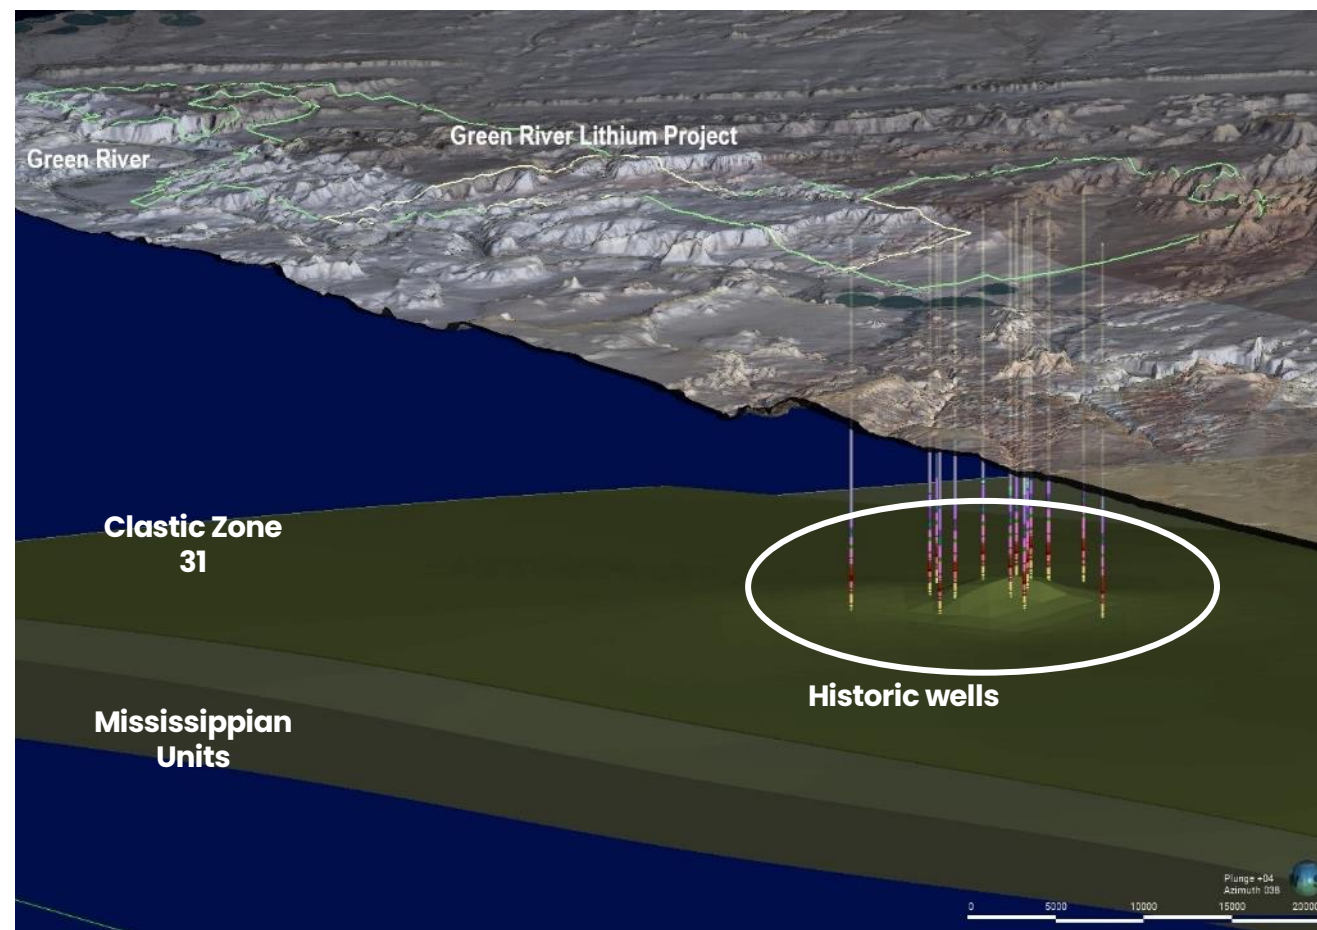 Green River Lithium Project
Green River
Clastic Zone
31
Historic wells
Mississippian
Units
Plunge +04
Azimuth 038
0 5000 10000 15000 20000